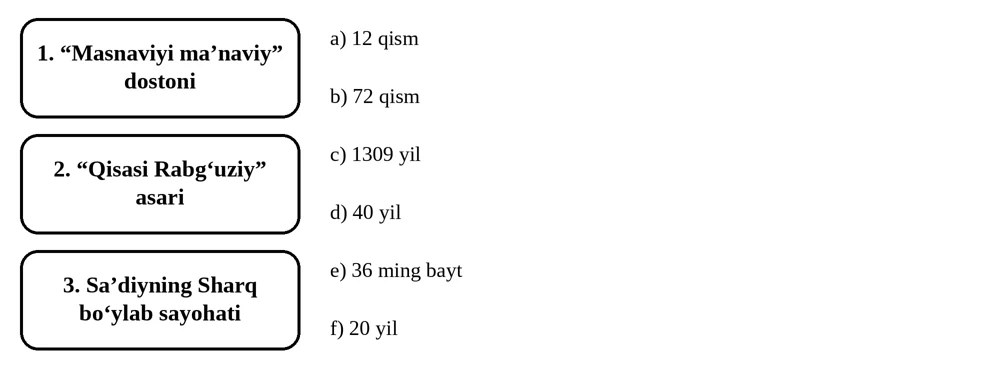 1. “Masnaviyi ma’naviy”
dostoni
2. “Qisasi Rabg‘uziy”
asari
3. Sa’diyning Sharq
bo‘ylab sayohati
a) 12 qism
b) 72 qism
c) 1309 yil
d) 40 yil
e) 36 ming bayt
f) 20 yil